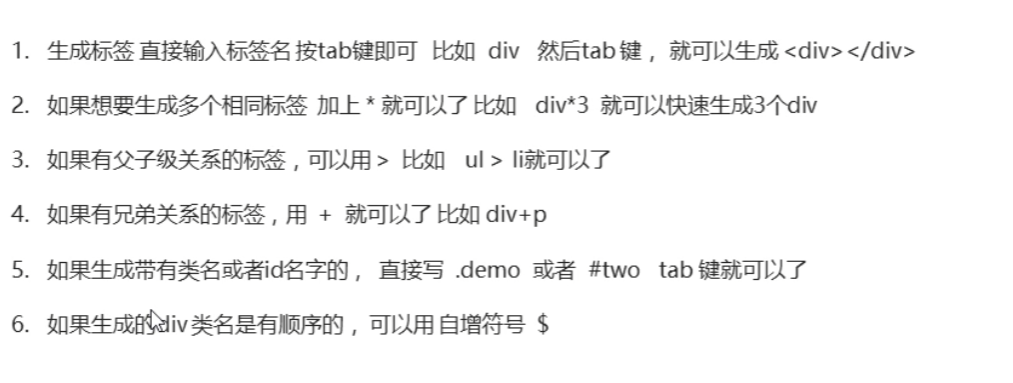 1. 生成标签 直接输入标签名 按tab键即可 比如 div 然后tab 键， 就可以生成 <div></div>
2. 如果想要生成多个相同标签 加上 * 就可以了 比如 div*3 就可以快速生成3个div
3. 如果有父子级关系的标签，可以用 > 比如 ul > li就可以了
4. 如果有兄弟关系的标签，用 + 就可以了 比如 div+p
5. 如果生成带有类名或者id名字的， 直接写 .demo 或者 #two tab 键就可以了
6. 如果生成的div 类名是有顺序的， 可以用 自增符号 $